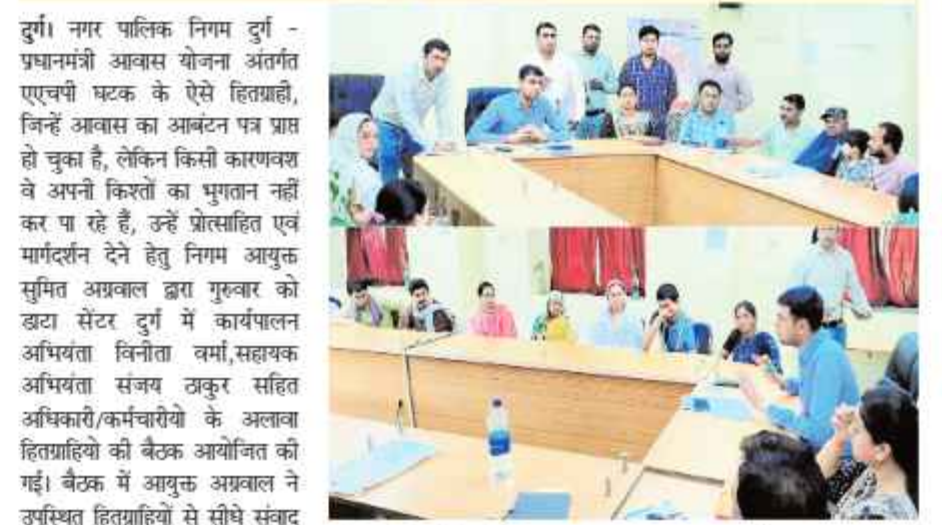 दुर्ग। नगर पालिक निगम दुर्ग -
प्रधानमंत्री आवास योजना अंतर्गत
एएचपी घटक के ऐसे हितग्राही,
जिन्हें आवास का आबंटन पत्र प्राप्त
हो चुका है, लेकिन किसी कारणवश
वे अपनी किश्तों का भुगतान नहीं
कर पा रहे हैं, उन्हें प्रोत्साहित एवं
मार्गदर्शन देने हेतु निगम आयुक्त
सुमित अग्रवाल द्वारा गुरुवार को
डाटा सेंटर दुर्ग में कार्यपालन
अभियंता विनीता वर्मा,सहायक
अभियंता संजय ठाकुर सहित
अधिकारी/कर्मचारीयो के अलावा
हितग्राहियो की बैठक आयोजित की
गई। बैठक में आयुक्त अग्रवाल ने
उपस्थित हितग्राहियों से सीधे संवाद